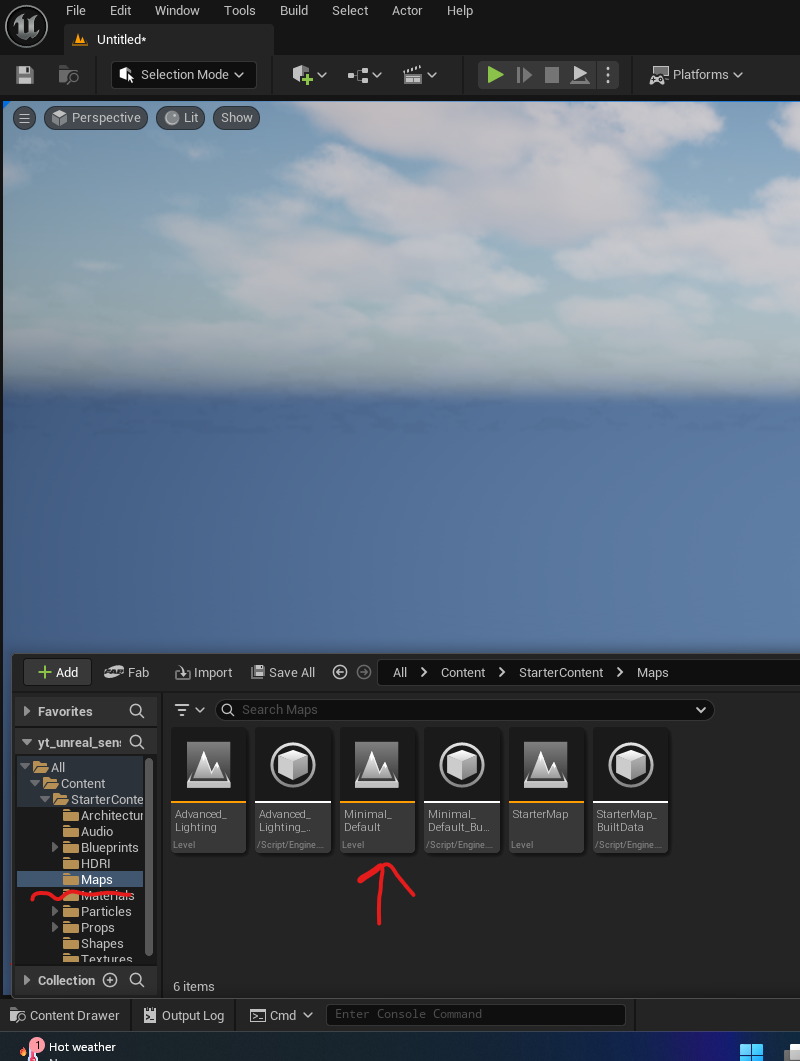 File Edit Window Tools Build Select Actor Help
Untitled*
Selection Mode
Platforms
Perspective Lit Show
Add Fab Import Save All All Content StarterContent Maps
Favorites
Search Maps
yt_unreal_sens
All
Content
StarterConte
Architectur
Audio
Blueprints
HDRI
Maps
Materials
Particles
Props
Shapes
Textures
Advanced_
Lighting
Level
Advanced_
Lighting_..
/Script/Engine...
Minimal_
Default
Level
Minimal_
Default_Bu...
/Script/Engine...
StarterMap
Level
StarterMap_
BuiltData
/Script/Engine...
Collection
6 items
Content Drawer Output Log Cmd Enter Console Command
1
Hot weather